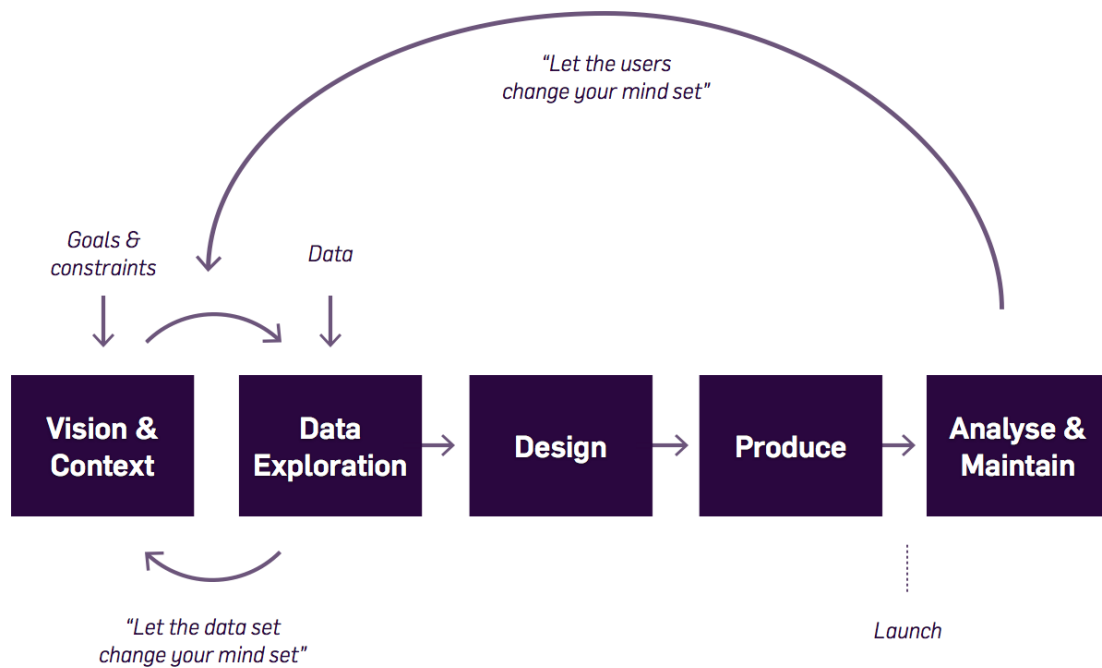 “Let the users
change your mind set”
Goals &
constraints
Data
Vision &
Context
Data
Exploration
Design
Produce
Analyse &
Maintain
“Let the data set
change your mind set”
Launch